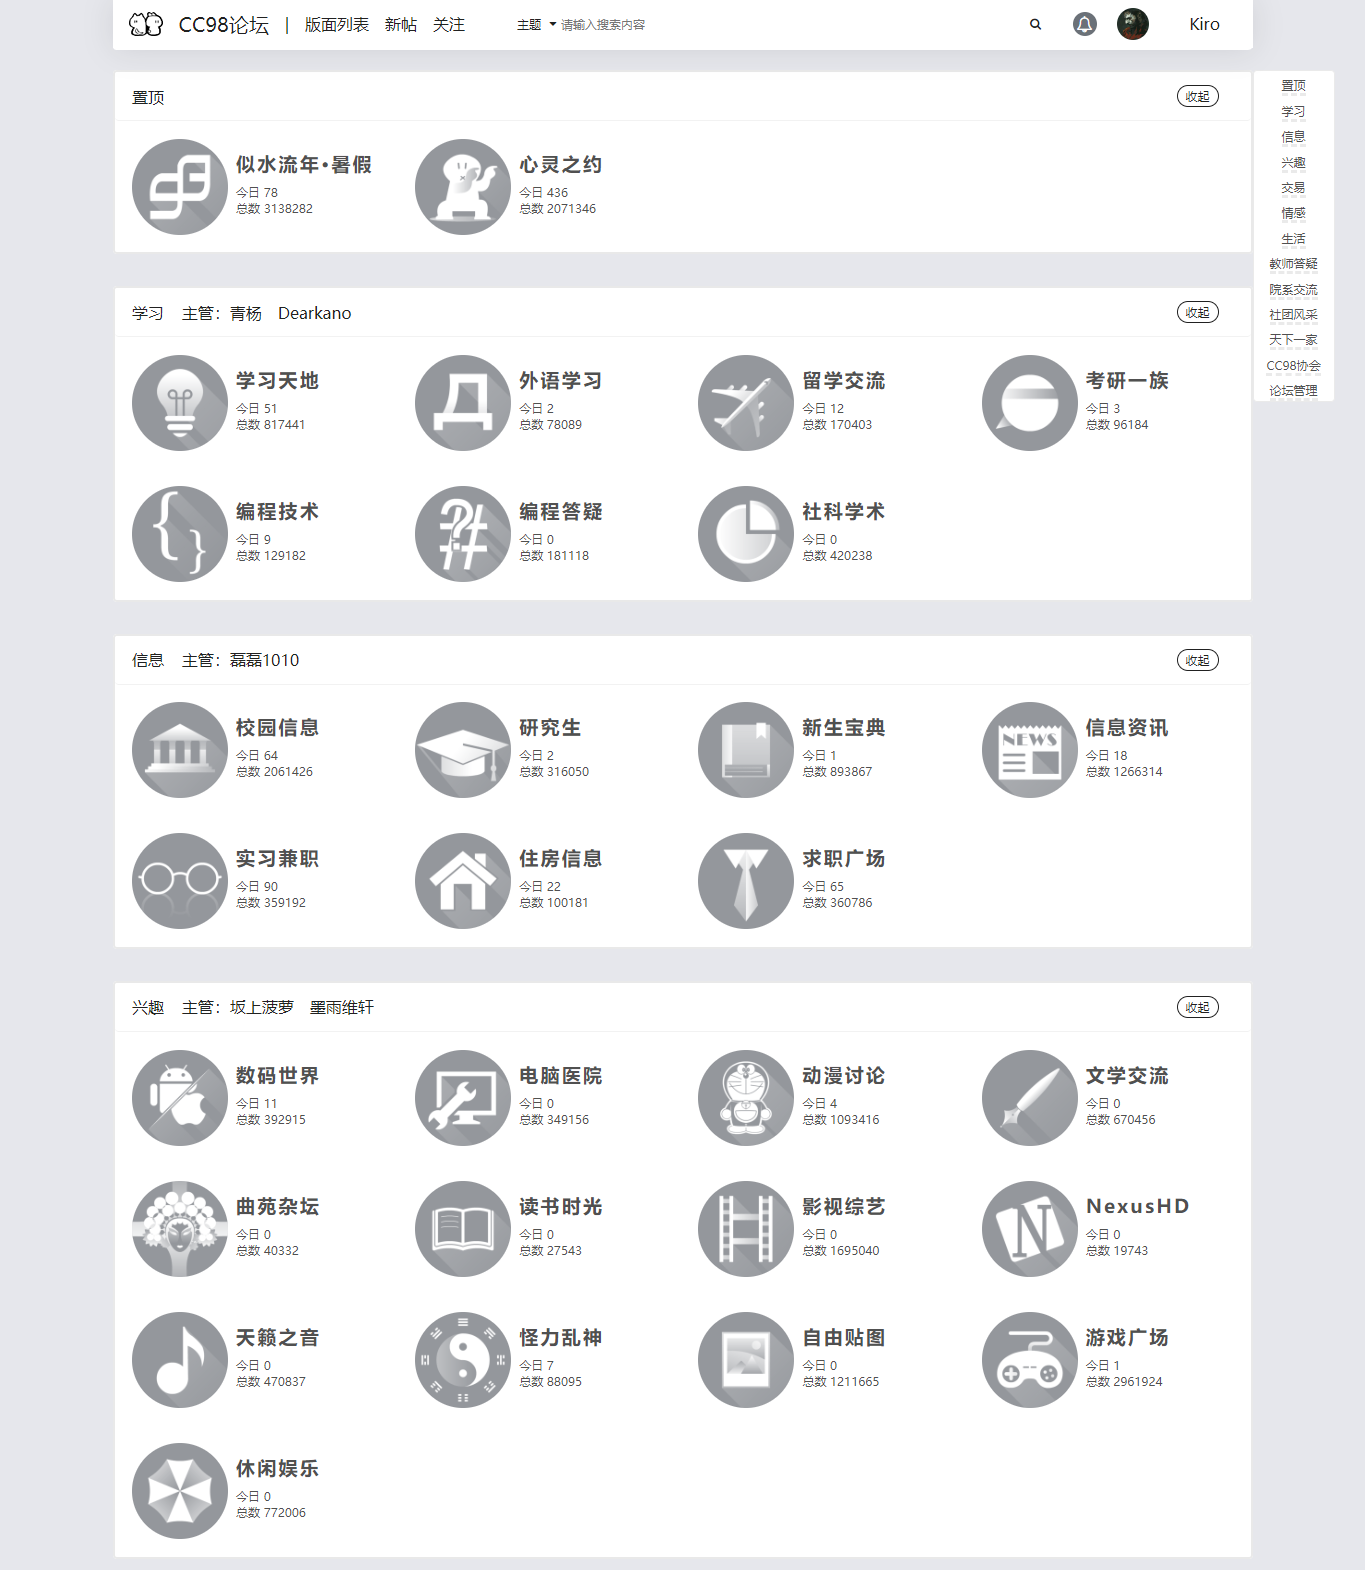 CC98论坛 | 版面列表 新帖 关注 主题 请输入搜索内容 Kiro
置顶 收起
似水流年•暑假 心灵之约
今日 78 今日 436
总数 3138282 总数 2071346
置顶
学习
信息
兴趣
交易
情感
生活
教师答疑
院系交流
社团风采
天下一家
CC98协会
论坛管理
学习 主管：青杨 Dearkano 收起
学习天地 外语学习 留学交流 考研一族
今日 51 今日 2 今日 12 今日 3
总数 817441 总数 78089 总数 170403 总数 96184
编程技术 编程答疑 社科学术
今日 9 今日 0 今日 0
总数 129182 总数 181118 总数 420238
信息 主管：磊磊1010 收起
校园信息 研究生 新生宝典 信息资讯
NEWS
今日 64 今日 2 今日 1 今日 18
总数 2061426 总数 316050 总数 893867 总数 1266314
实习兼职 住房信息 求职广场
今日 90 今日 22 今日 65
总数 359192 总数 100181 总数 360786
兴趣 主管：坂上菠萝 墨雨维轩 收起
数码世界 电脑医院 动漫讨论 文学交流
今日 11 今日 0 今日 4 今日 0
总数 392915 总数 349156 总数 1093416 总数 670456
曲苑杂坛 读书时光 影视综艺 NexusHD
今日 0 今日 0 今日 0 今日 0
总数 40332 总数 27543 总数 1695040 总数 19743
天籁之音 怪力乱神 自由贴图 游戏广场
今日 0 今日 7 今日 0 今日 1
总数 470837 总数 88095 总数 1211665 总数 2961924
休闲娱乐
今日 0
总数 772006